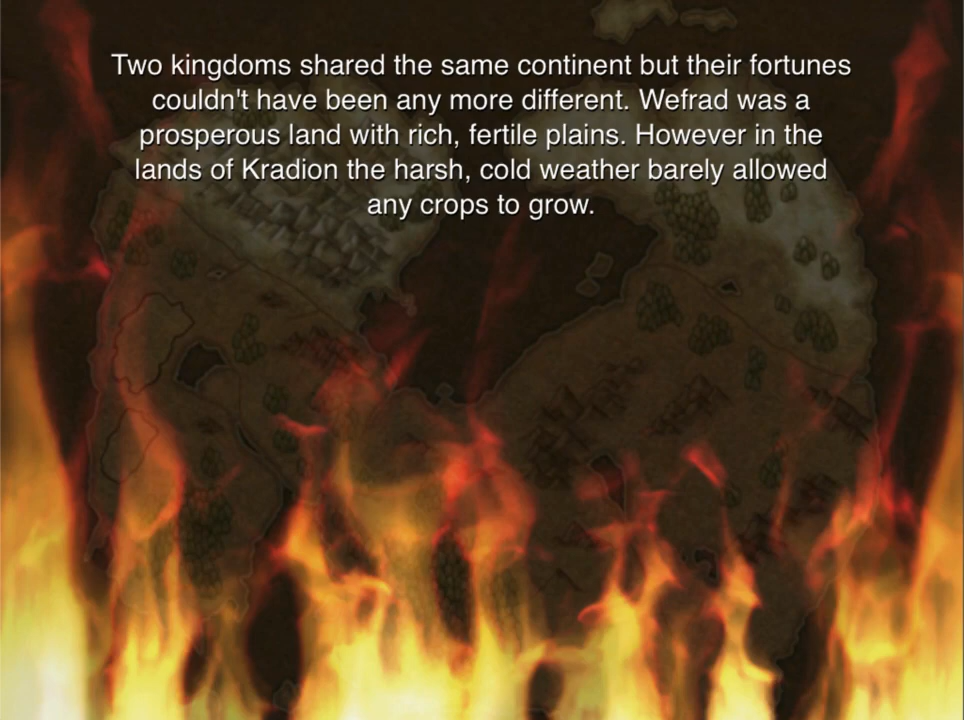 Two kingdoms shared the same continent but their fortunes
couldn't have been any more different. Wefrad was a
prosperous land with rich, fertile plains. However in the
lands of Kradion the harsh, cold weather barely allowed
any crops to grow.